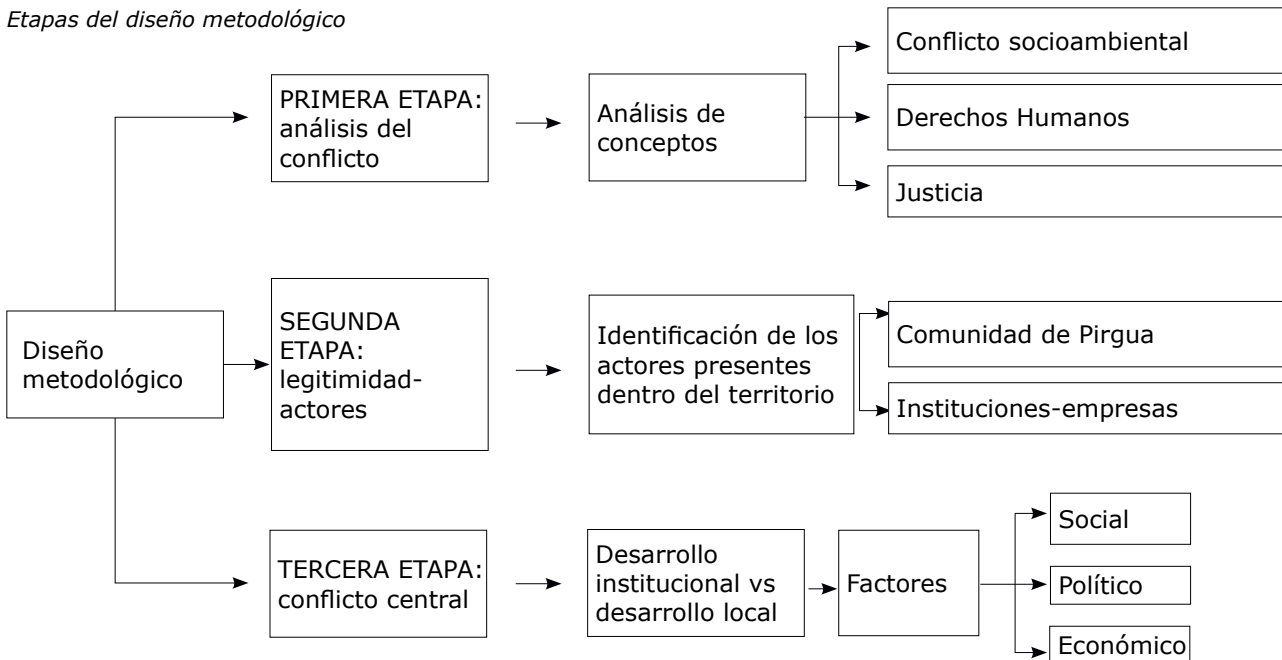 Etapas del diseño metodológico
Diseño
metodológico
PRIMERA ETAPA:
análisis del
conflicto
Análisis de
conceptos
Conflicto socioambiental
Derechos Humanos
Justicia
SEGUNDA
ETAPA:
legitimidad-
actores
Identificación de los
actores presentes
dentro del territorio
Comunidad de Pirgua
Instituciones-empresas
TERCERA ETAPA:
conflicto central
Desarrollo
institucional vs
desarrollo local
Factores
Social
Político
Económico